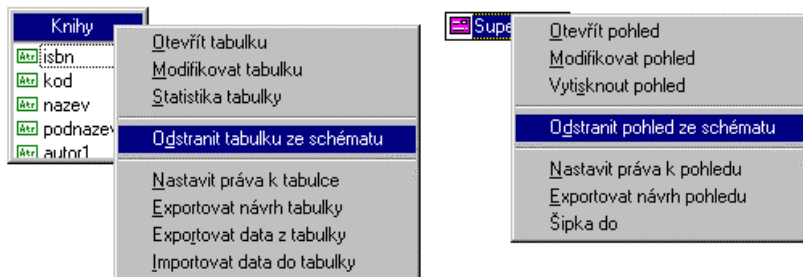 Knihy
isbn
kod
nazev
podnazev
autor1
Otevřít tabulku
Modifikovat tabulku
Statistika tabulky
Odstranit tabulku ze schématu
Nastavit práva k tabulce
Exportovat návrh tabulky
Exportovat data z tabulky
Importovat data do tabulky
Supe
Otevřít pohled
Modifikovat pohled
Vytisknout pohled
Odstranit pohled ze schématu
Nastavit práva k pohledu
Exportovat návrh pohledu
Šipka do